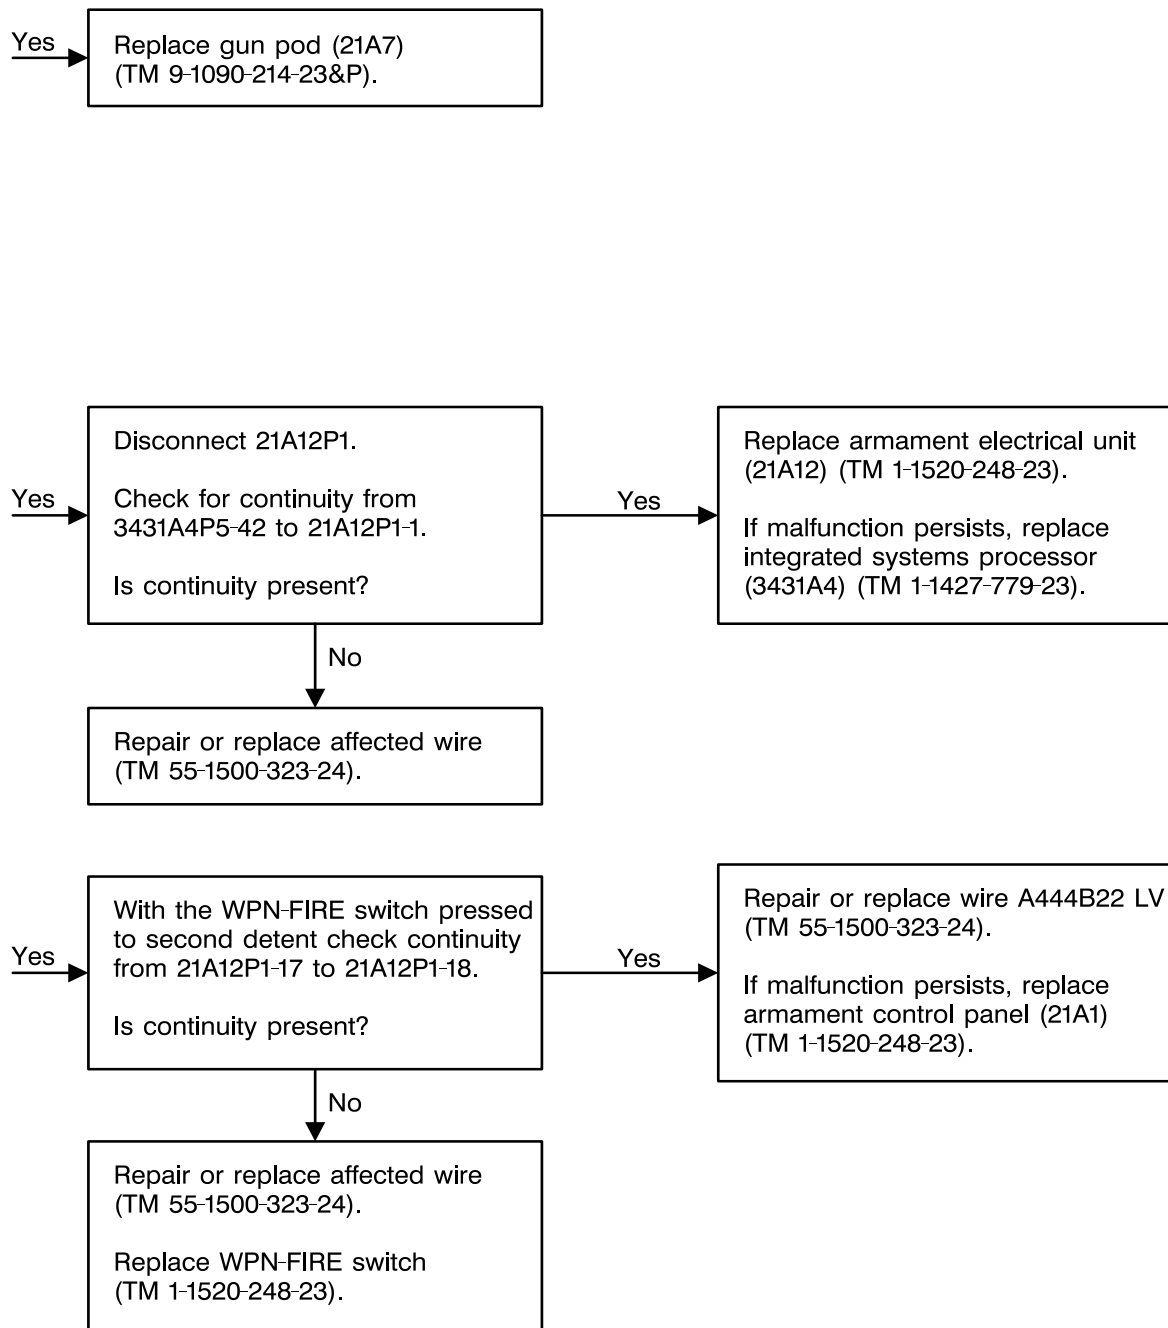 Yes
Replace gun pod (21A7)
(TM 9-1090-214-23&P).
Yes
Disconnect 21A12P1.
Check for continuity from
3431A4P5-42 to 21A12P1-1.
Is continuity present?
Yes
Replace armament electrical unit
(21A12) (TM 1-1520-248-23).
If malfunction persists, replace
integrated systems processor
(3431A4) (TM 1-1427-779-23).
No
Repair or replace affected wire
(TM 55-1500-323-24).
Yes
With the WPN-FIRE switch pressed
to second detent check continuity
from 21A12P1-17 to 21A12P1-18.
Is continuity present?
Yes
Repair or replace wire A444B22 LV
(TM 55-1500-323-24).
If malfunction persists, replace
armament control panel (21A1)
(TM 1-1520-248-23).
No
Repair or replace affected wire
(TM 55-1500-323-24).
Replace WPN-FIRE switch
(TM 1-1520-248-23).